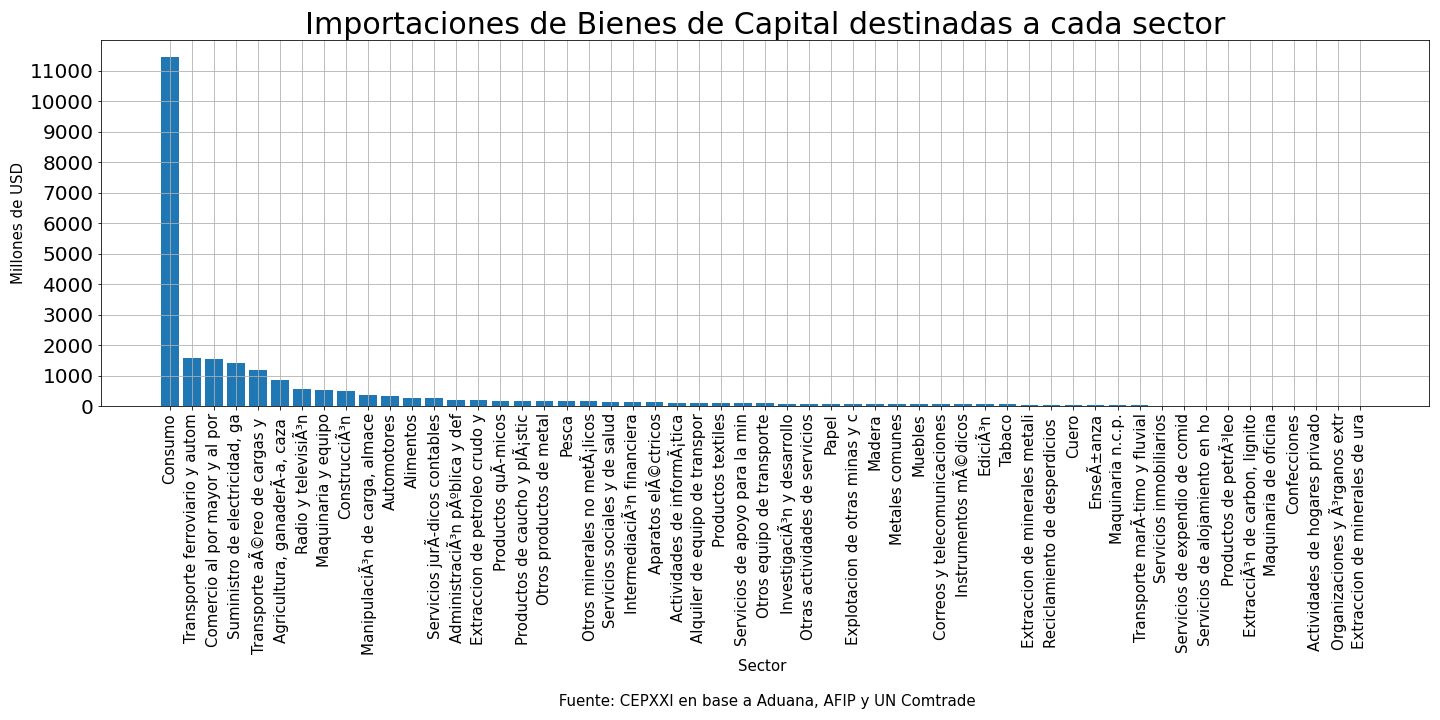 Importaciones de Bienes de Capital destinadas a cada sector
Millones de USD
11000
10000
9000
8000
7000
6000
5000
4000
3000
2000
1000
0
Consumo
Transporte ferroviario y autom
Comercio al por mayor y al por
Suministro de electricidad, ga
Transporte aÃ©reo de cargas y
Agricultura, ganaderÃ-a, caza
Radio y televisiÃ³n
Maquinaria y equipo
ConstrucciÃ³n
ManipulaciÃ³n de carga, almace
Automotores
Alimentos
Servicios jurÃ-dicos contables
AdministraciÃ³n pÃºblica y def
Extraccion de petroleo crudo y
Productos quÃ-micos
Productos de caucho y plÃ¡stic
Otros productos de metal
Pesca
Otros minerales no metÃ¡licos
Servicios sociales y de salud
IntermediaciÃ³n financiera
Aparatos elÃ©ctricos
Actividades de informÃ¡tica
Alquiler de equipo de transpor
Productos textiles
Servicios de apoyo para la min
Otros equipo de transporte
InvestigaciÃ³n y desarrollo
Otras actividades de servicios
Papel
Explotacion de otras minas y c
Madera
Metales comunes
Muebles
Correos y telecomunicaciones
Instrumentos mÃ©dicos
EdiciÃ³n
Tabaco
Extraccion de minerales metali
Reciclamiento de desperdicios
Cuero
EnseÃ±anza
Maquinaria n.c.p.
Transporte marÃ-timo y fluvial
Servicios inmobiliarios
Servicios de expendio de comid
Servicios de alojamiento en ho
Productos de petrÃ³leo
ExtracciÃ³n de carbon, lignito
Maquinaria de oficina
Confecciones
Actividades de hogares privado
Organizaciones y Ã³rganos extr
Extraccion de minerales de ura
Sector
Fuente: CEPXXI en base a Aduana, AFIP y UN Comtrade